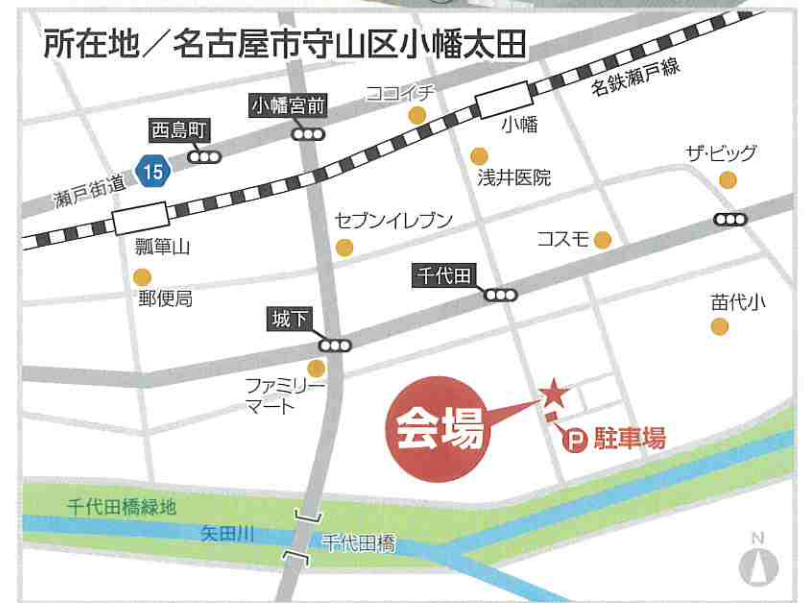 所在地／名古屋市守山区小幡太田
ココイチ
小幡宮前
西島町
15
瀬戸街道
小幡
名鉄瀬戸線
浅井医院
ザ・ビッグ
瓢箪山
郵便局
セブンイレブン
コスモ
千代田
苗代小
城下
ファミリー
マート
会場
P 駐車場
千代田橋緑地
矢田川
千代田橋
N